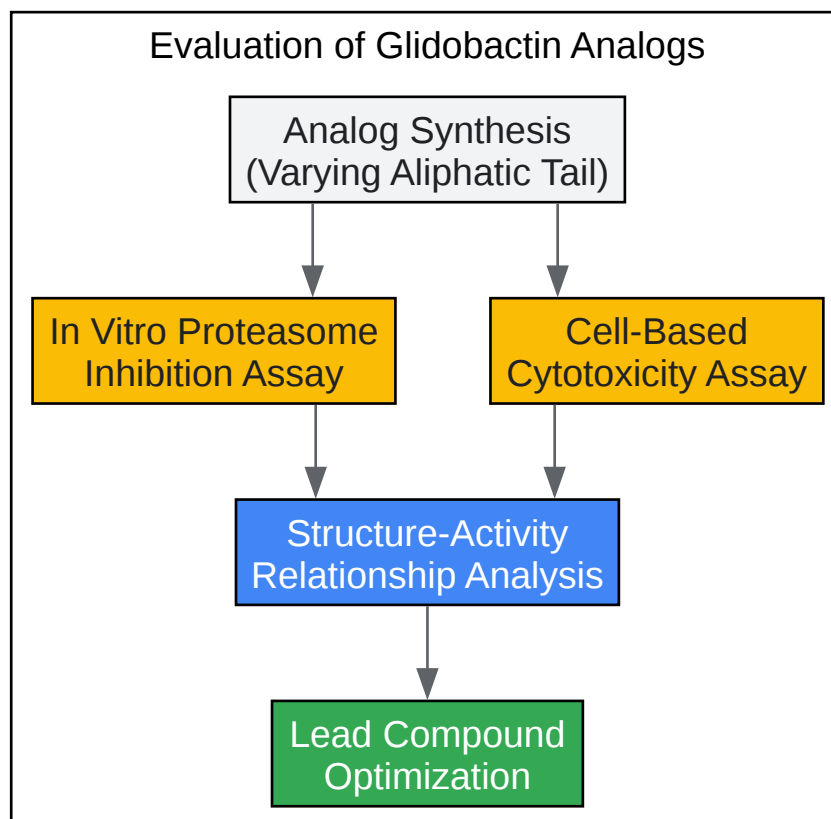 Evaluation of Glidobactin Analogs
Analog Synthesis
(Varying Aliphatic Tail)
In Vitro Proteasome
Inhibition Assay
Cell-Based
Cytotoxicity Assay
Structure-Activity
Relationship Analysis
Lead Compound
Optimization